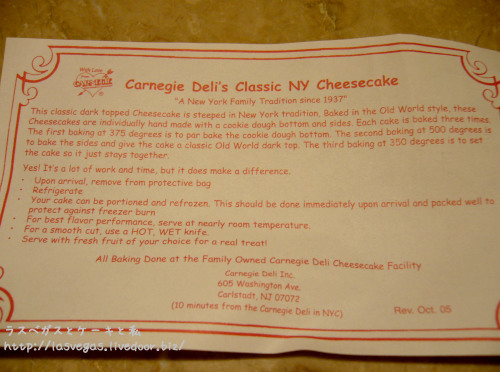 With Love
from
CARNEGIE
Carnegie Deli's Classic NY Cheesecake
"A New York Family Tradition since 1937"
This classic dark topped Cheesecake is steeped in New York tradition. Baked in the Old World style, these
Cheesecakes are individually hand made with a cookie dough bottom and sides. Each cake is baked three times.
The first baking at 375 degrees is to par bake the cookie dough bottom. The second baking at 500 degrees is
to bake the sides and give the cake a classic Old World dark top. The third baking at 350 degrees is to set
the cake so it just stays together.
Yes! It's a lot of work and time, but it does make a difference.
· Upon arrival, remove from protective bag
· Refrigerate
· Your cake can be portioned and refrozen. This should be done immediately upon arrival and packed well to
protect against freezer burn
· For best flavor performance, serve at nearly room temperature.
· For a smooth cut, use a HOT, WET knife.
· Serve with fresh fruit of your choice for a real treat!
All Baking Done at the Family Owned Carnegie Deli Cheesecake Facility
Carnegie Deli Inc.
605 Washington Ave.
Carlstadt, NJ 07072
(10 minutes from the Carnegie Deli in NYC)
Rev. Oct. 05
ラスベガスとケーキと私
http://lasvegas.livedoor.biz/